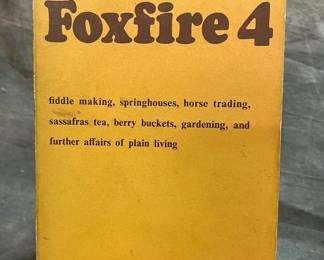 Foxfire 4
fiddle making, springhouses, horse trading,
sassafras tea, berry buckets, gardening, and
further affairs of plain living